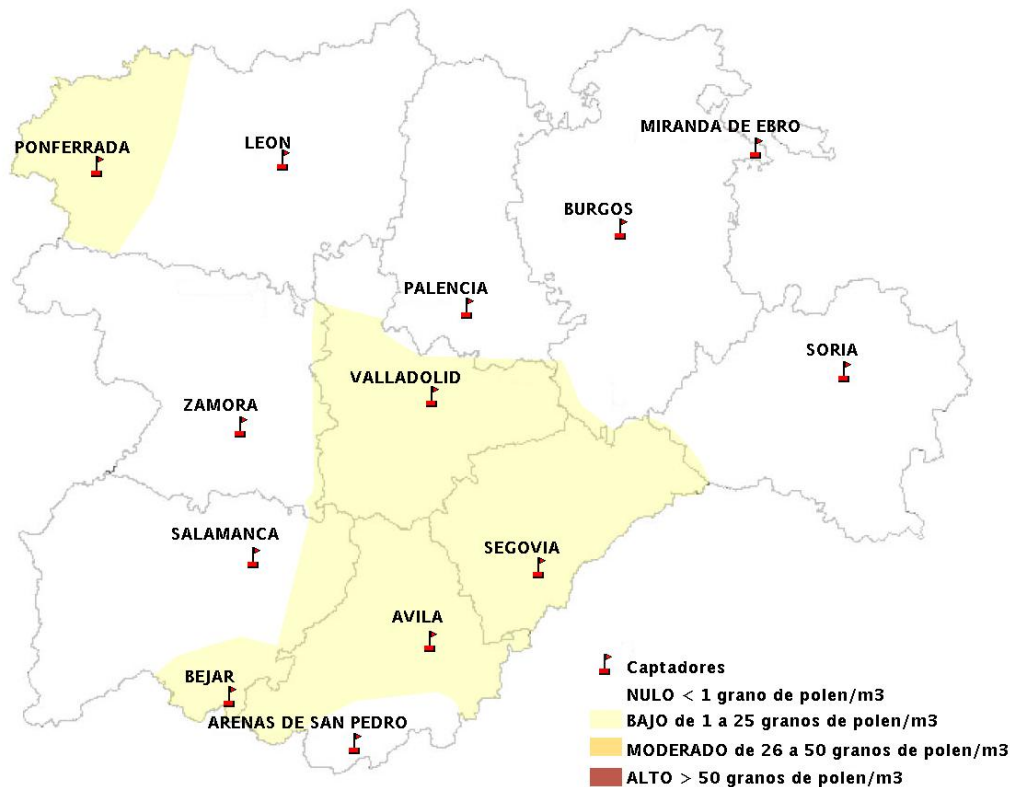 MIRANDA DE EBRO
PONFERRADA
LEON
BURGOS
PALENCIA
SORIA
VALLADOLID
ZAMORA
SALAMANCA
SEGOVIA
AVILA
BEJAR
ARENAS DE SAN PEDRO
Captadores
NULO < 1 grano de polen/m3
BAJO de 1 a 25 granos de polen/m3
MODERADO de 26 a 50 granos de polen/m3
ALTO > 50 granos de polen/m3